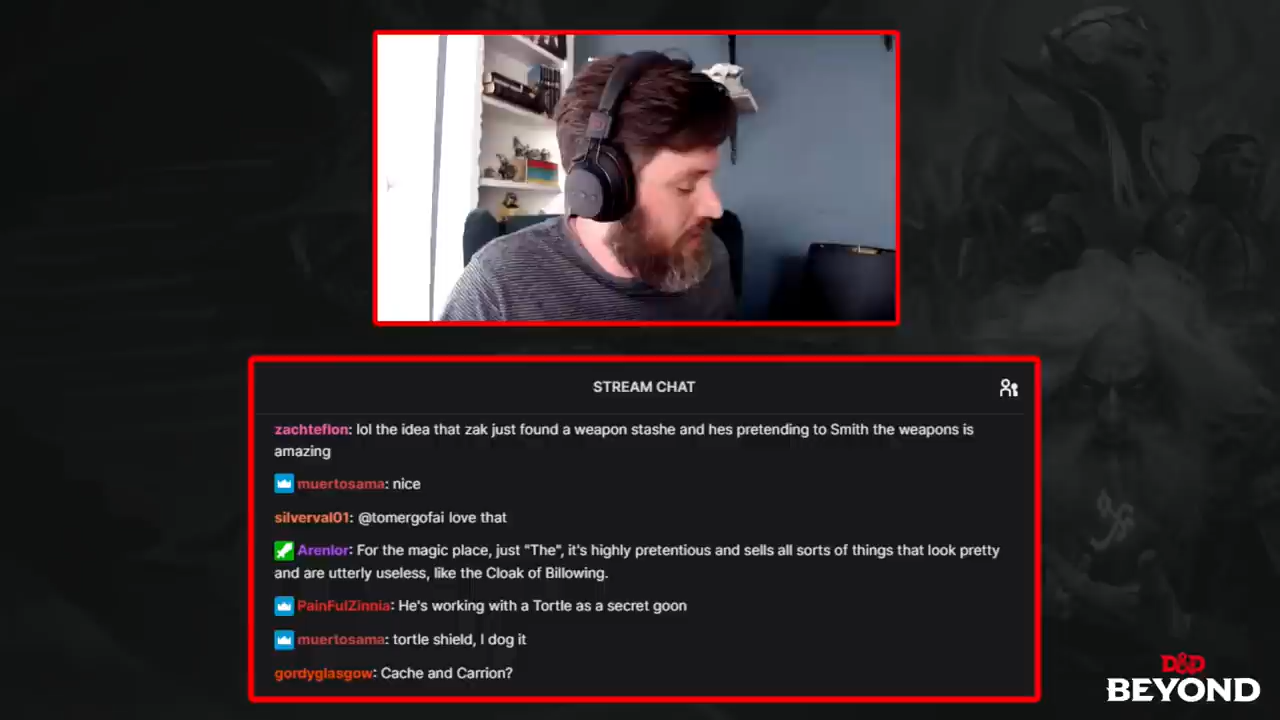 STREAM CHAT
zachteflon: lol the idea that zak just found a weapon stashe and hes pretending to Smith the weapons is
amazing
muertosama: nice
silverval01: @tomergofai love that
Arenlor: For the magic place, just "The", it's highly pretentious and sells all sorts of things that look pretty
and are utterly useless, like the Cloak of Billowing.
PainFulZinnia: He's working with a Tortle as a secret goon
muertosama: tortle shield, I dog it
gordyglasgow: Cache and Carrion?
D&D
BEYOND